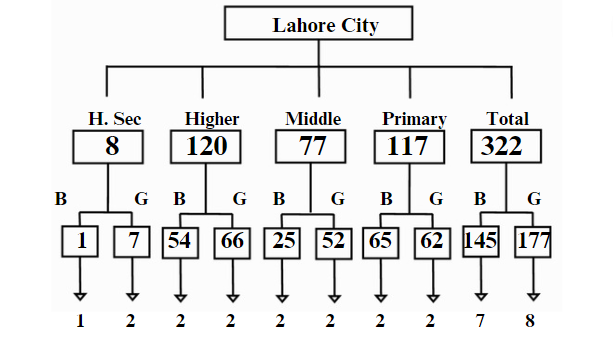 Lahore City
H. Sec Higher Middle Primary Total
8 120 77 117 322
B G B G B G B G B G
1 7 54 66 25 52 65 62 145 177
1 2 2 2 2 2 2 2 7 8